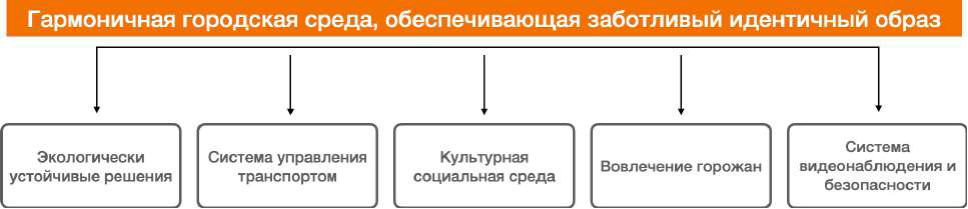 Гармоничная городская среда, обеспечивающая заботливый идентичный образ
Экологически
устойчивые решения
Система управления
транспортом
Культурная
социальная среда
Вовлечение горожан
Система
видеонаблюдения и
безопасности